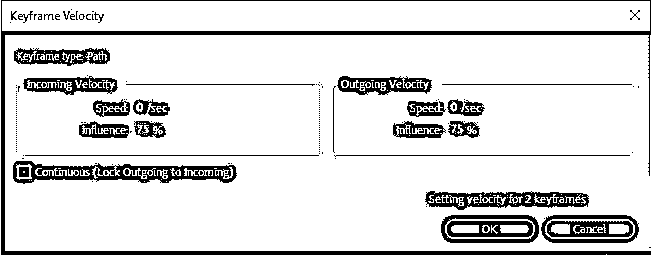 Keyframe Velocity
Keyframe type: Path
Incoming Velocity
Speed: 0 /sec
Influence: 75 %
Outgoing Velocity
Speed: 0 /sec
Influence: 75 %
Continuous (Lock Outgoing to Incoming)
Setting velocity for 2 keyframes
OK
Cancel